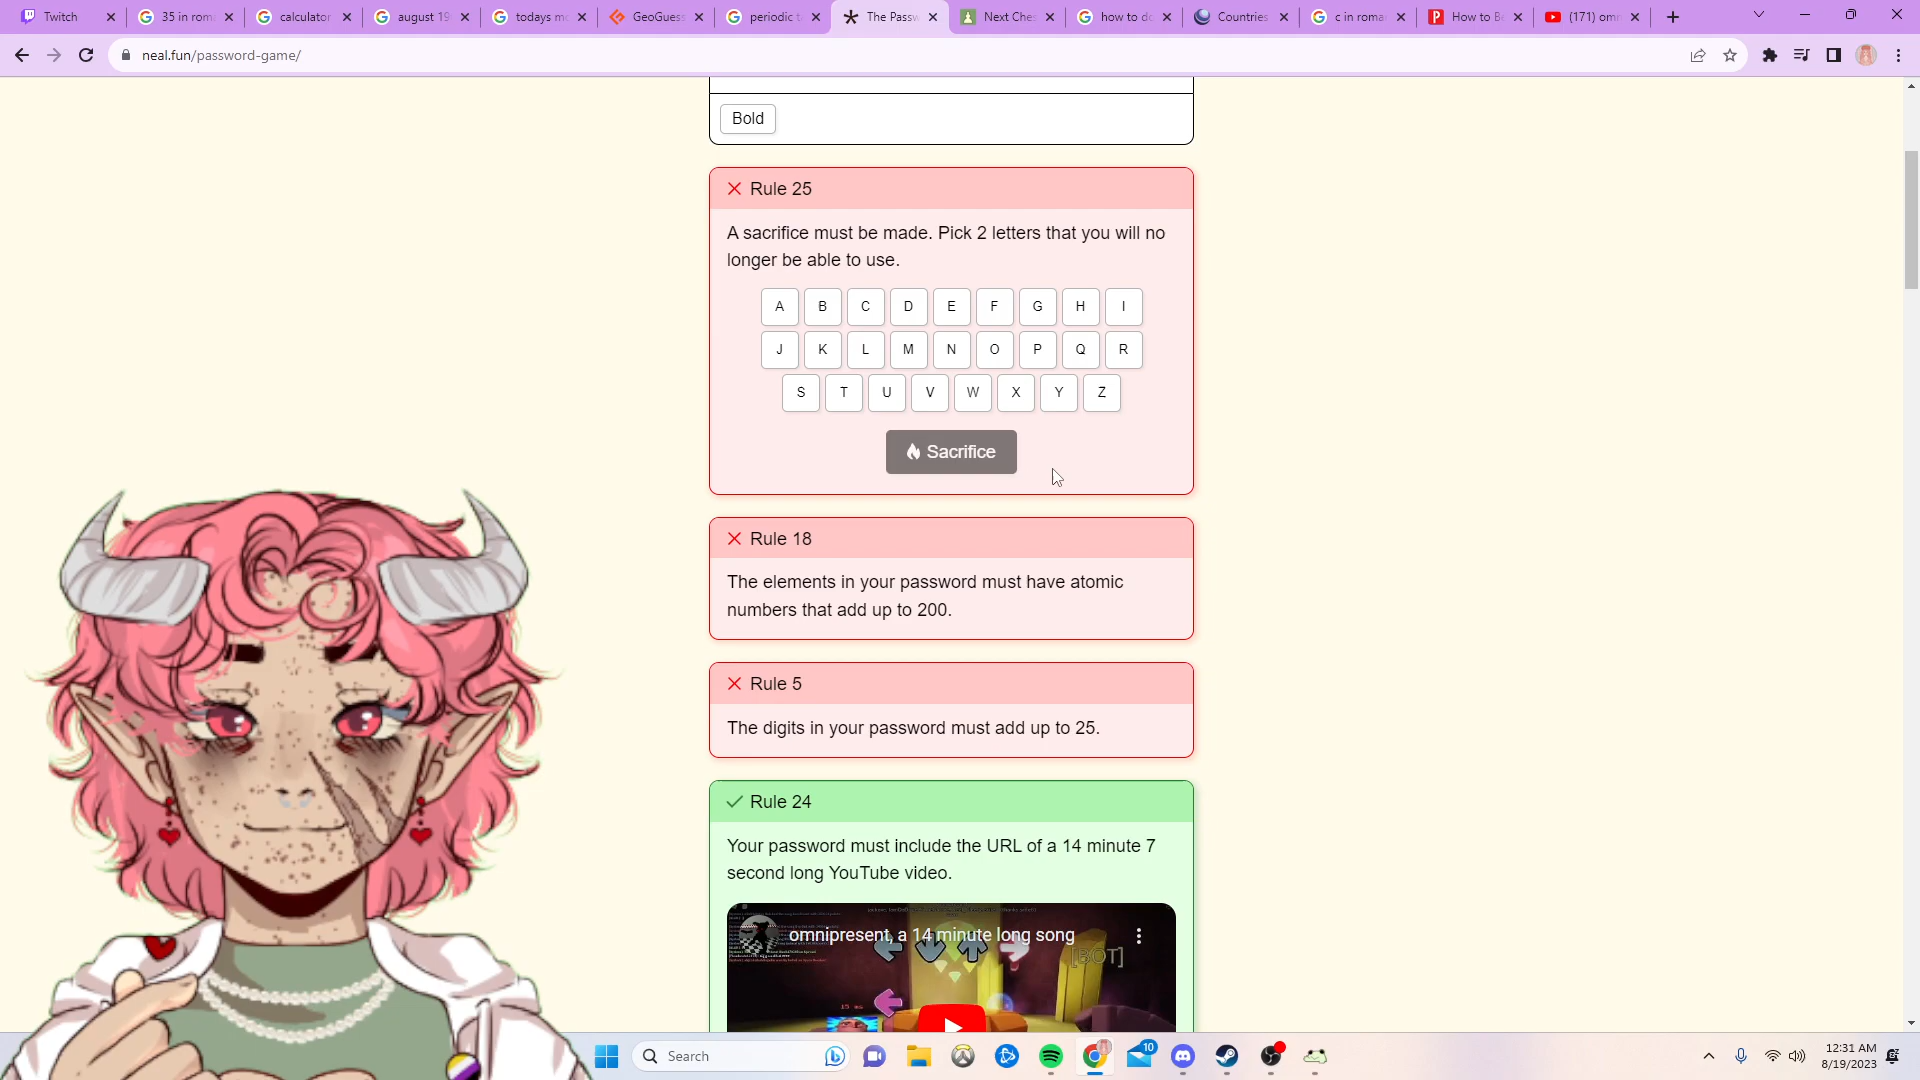 Twitch
35 in rom
calculator
august 19
todays m
GeoGues
periodic t
The Passw
Next Che
how to d
Countries
c in roma
How to B
(171) om
neal.fun/password-game/
Bold
Rule 25
A sacrifice must be made. Pick 2 letters that you will no
longer be able to use.
A B C D E F G H I
J K L M N O P Q R
S T U V W X Y Z
Sacrifice
Rule 18
The elements in your password must have atomic
numbers that add up to 200.
Rule 5
The digits in your password must add up to 25.
Rule 24
Your password must include the URL of a 14 minute 7
second long YouTube video.
omnipresent, a 14 minute long song
[BOT]
15 ms
Search
10
12:31 AM
8/19/2023